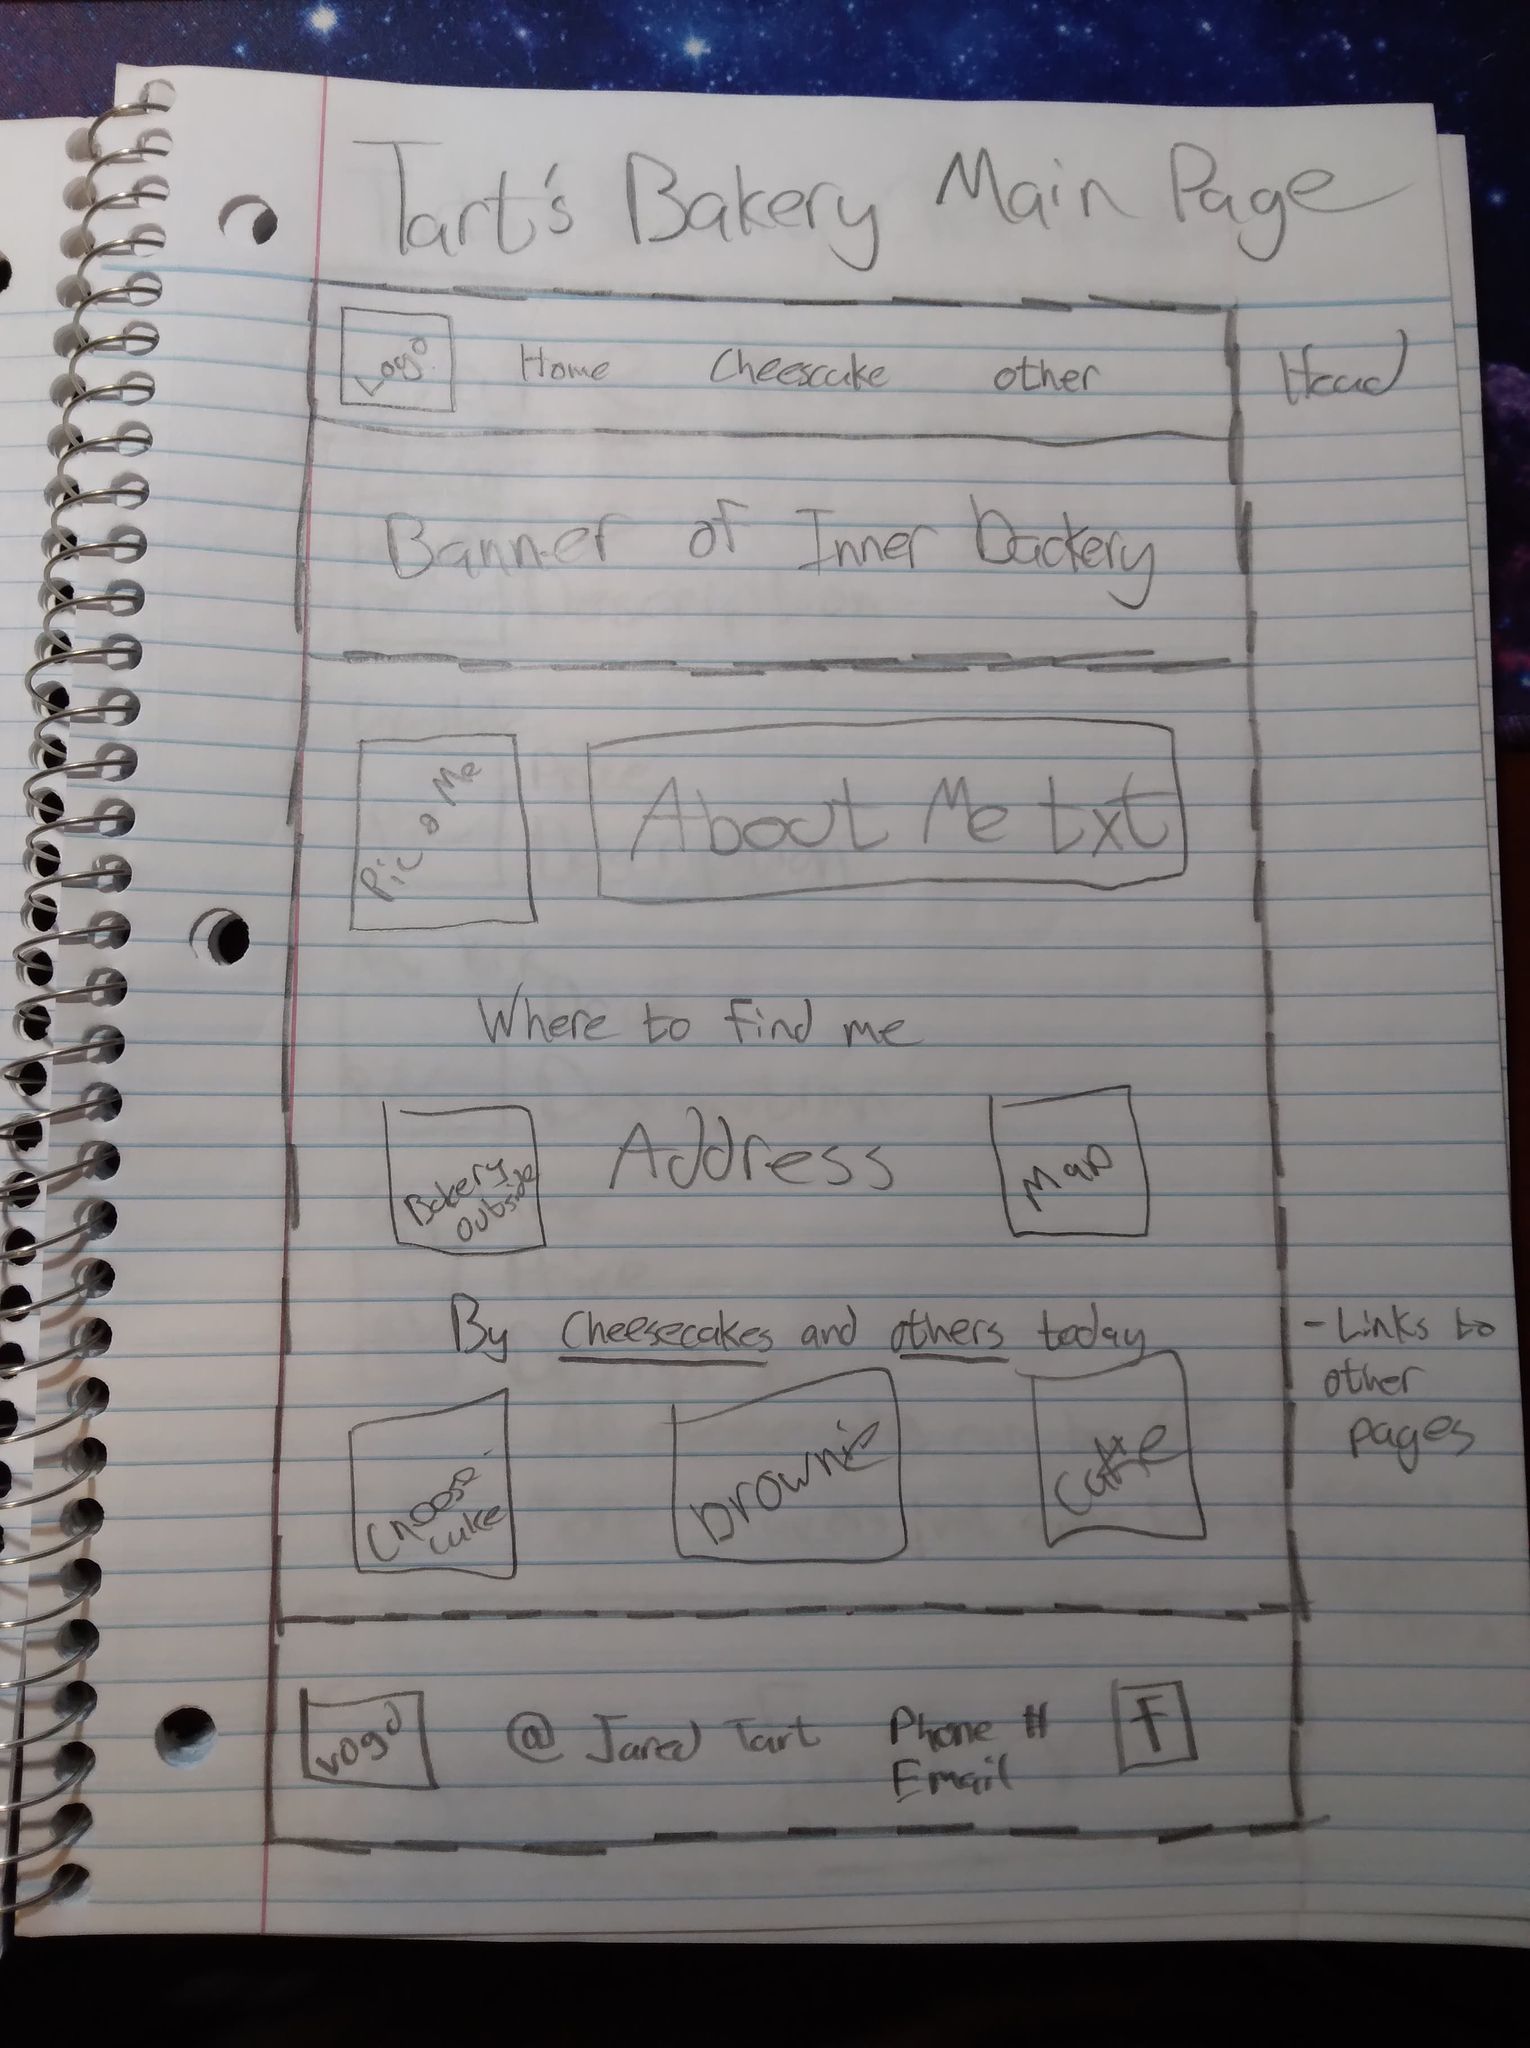 Tart's Bakery Main Page
Logo Home Cheesecake other Head
Banner of Inner backery
Pic o Me About Me txt
Where to find me
Bakery outside Address Map
By Cheesecakes and others today - Links to
other
pages
Cheese cake brownie
Logo @ Jared Tart Phone # F
Email